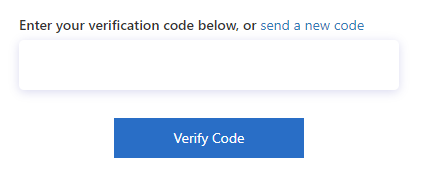 Enter your verification code below, or send a new code
Verify Code